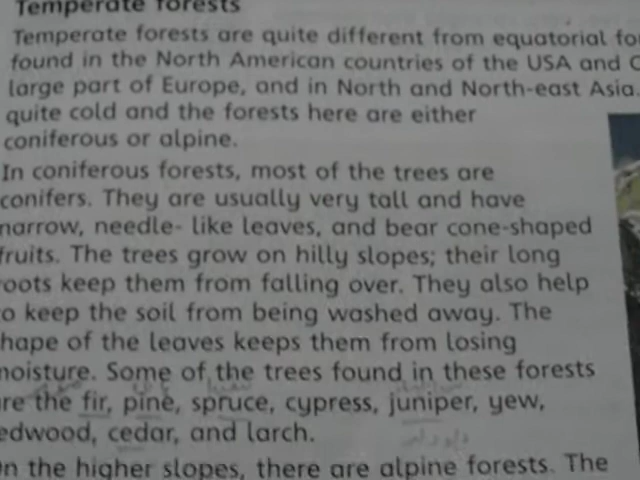 Temperate forests
Temperate forests are quite different from equatorial
found in the North American countries of the USA and
large part of Europe, and in North and North-east Asia.
quite cold and the forests here are either
coniferous or alpine.
In coniferous forests, most of the trees are
conifers. They are usually very tall and have
narrow, needle- like leaves, and bear cone-shaped
fruits. The trees grow on hilly slopes; their long
oots keep them from falling over. They also help
o keep the soil from being washed away. The
hape of the leaves keeps them from losing
moisture. Some of the trees found in these forests
re the fir, pine, spruce, cypress, juniper, yew,
edwood, cedar, and larch.
On the higher slopes, there are alpine forests. The